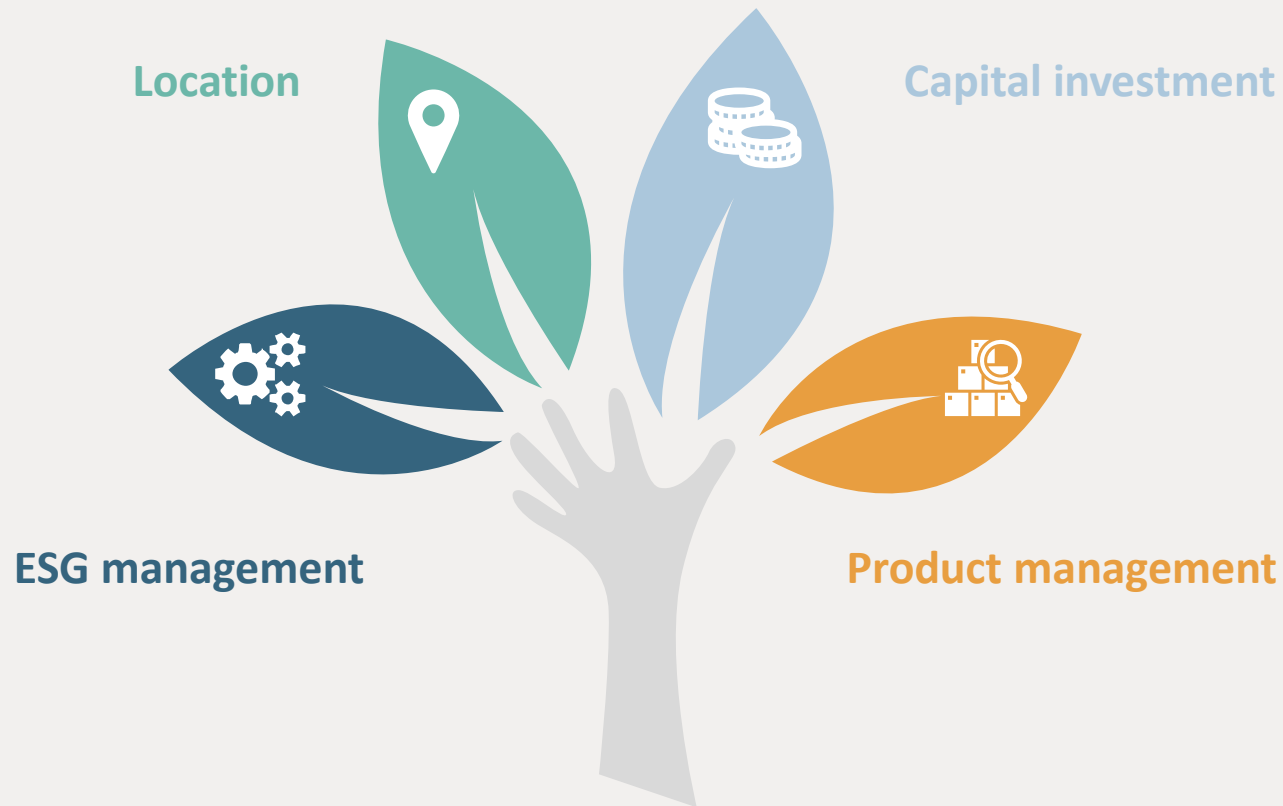 Location
Capital investment
ESG management
Product management